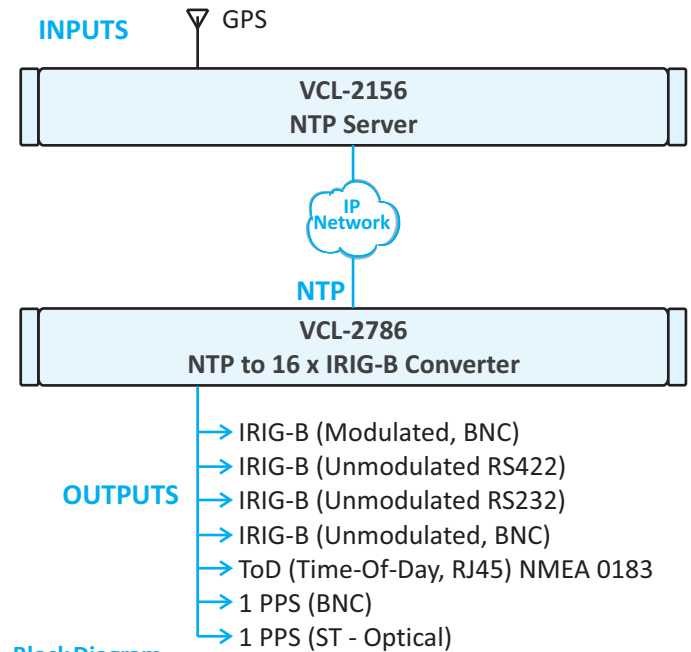 INPUTS
GPS
VCL-2156
NTP Server
IP
Network
NTP
VCL-2786
NTP to 16 x IRIG-B Converter
OUTPUTS
IRIG-B (Modulated, BNC)
IRIG-B (Unmodulated RS422)
IRIG-B (Unmodulated RS232)
IRIG-B (Unmodulated, BNC)
ToD (Time-Of-Day, RJ45) NMEA 0183
1 PPS (BNC)
1 PPS (ST - Optical)
Block Diagram